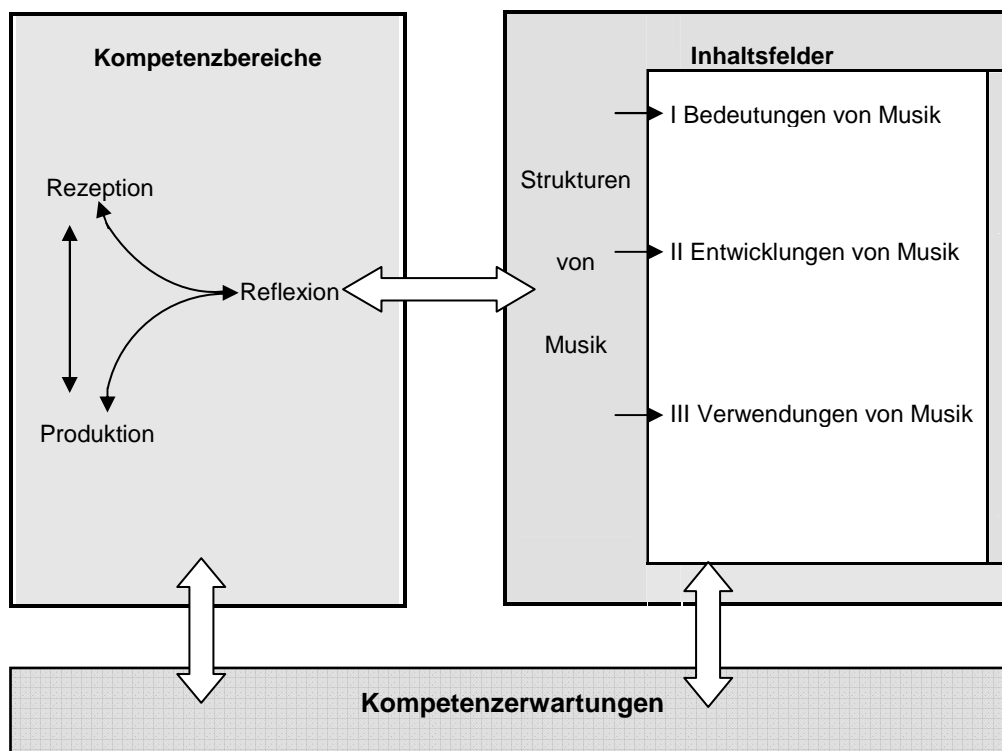 Kompetenzbereiche
Rezeption
Reflexion
Produktion
Inhaltsfelder
Strukturen
von
Musik
I Bedeutungen von Musik
II Entwicklungen von Musik
III Verwendungen von Musik
Kompetenzerwartungen